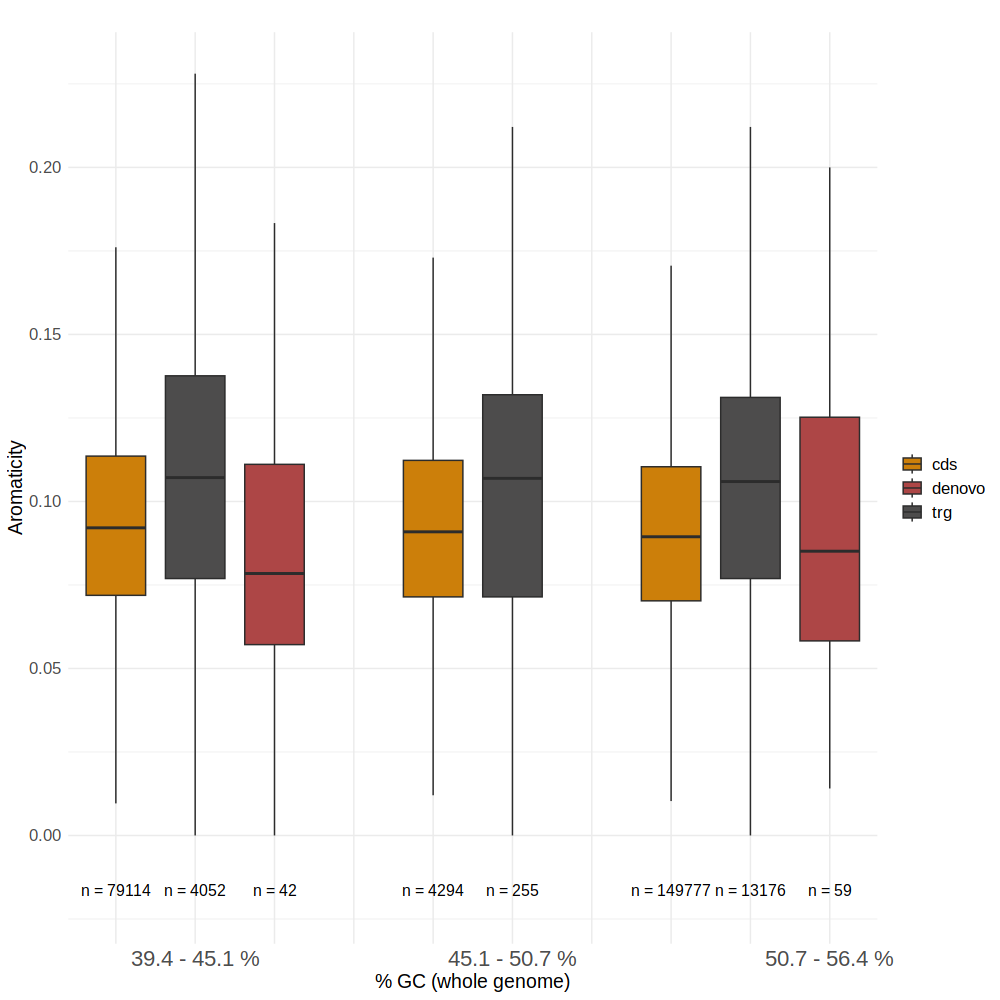 0.20
0.15
0.10
0.05
0.00
Aromaticity
n = 79114 n = 4052 n = 42 n = 4294 n = 255 n = 149777 n = 13176 n = 59
39.4 - 45.1 % 45.1 - 50.7 % 50.7 - 56.4 %
% GC (whole genome)
cds
denovo
trg